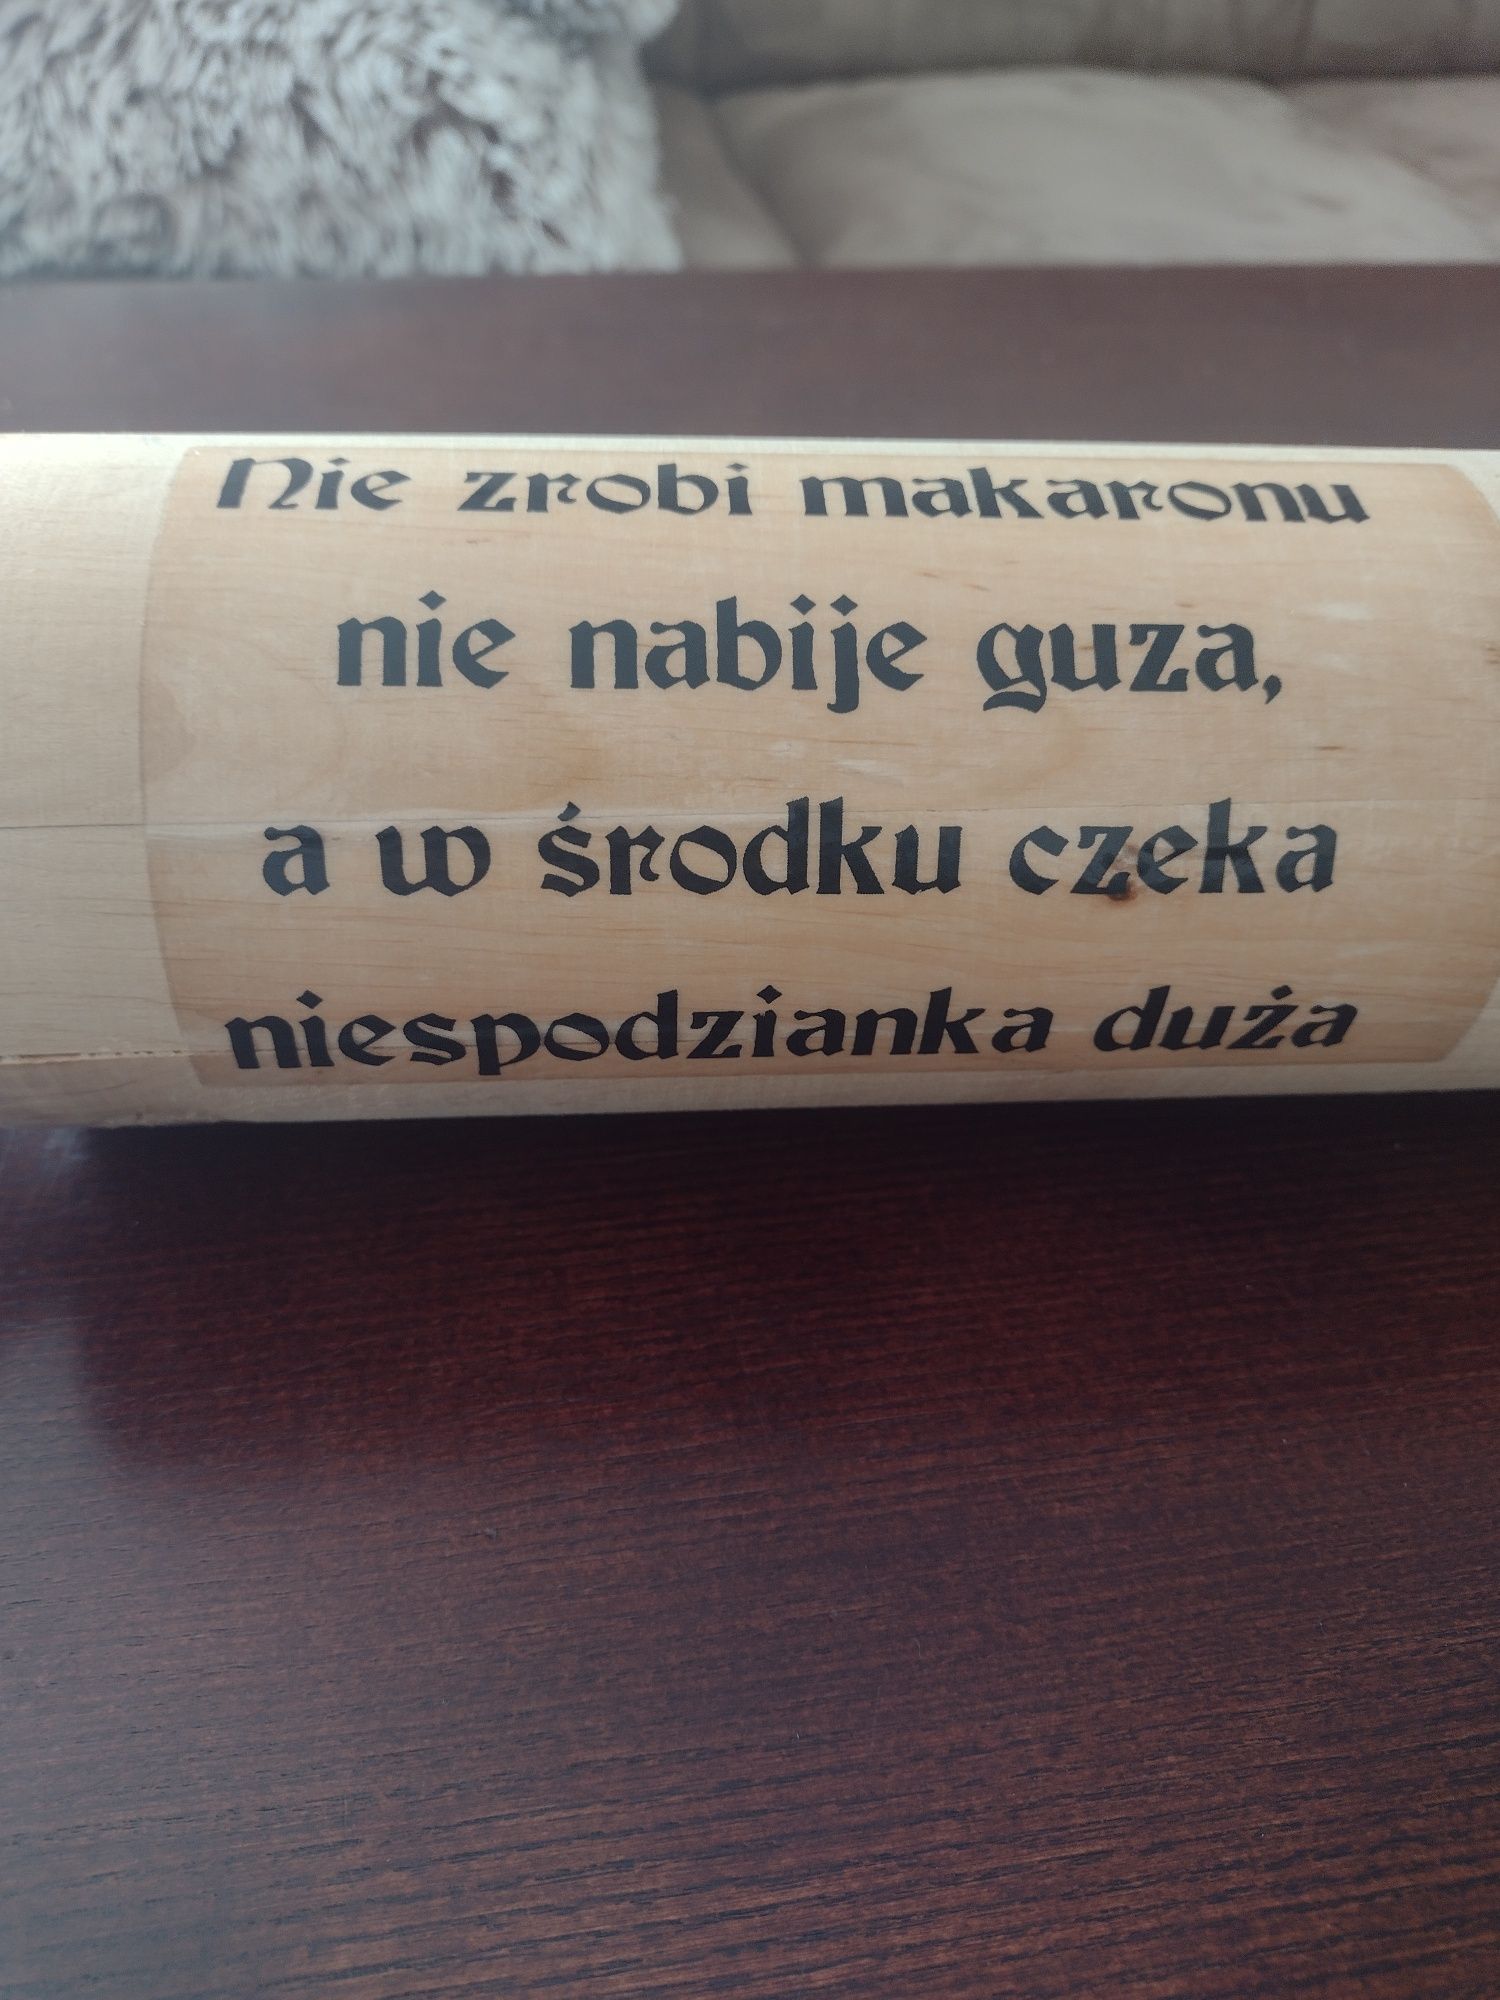 Nie zrobi makaronu
nie nabije guza,
a w środku czeka
niespodzianka duża